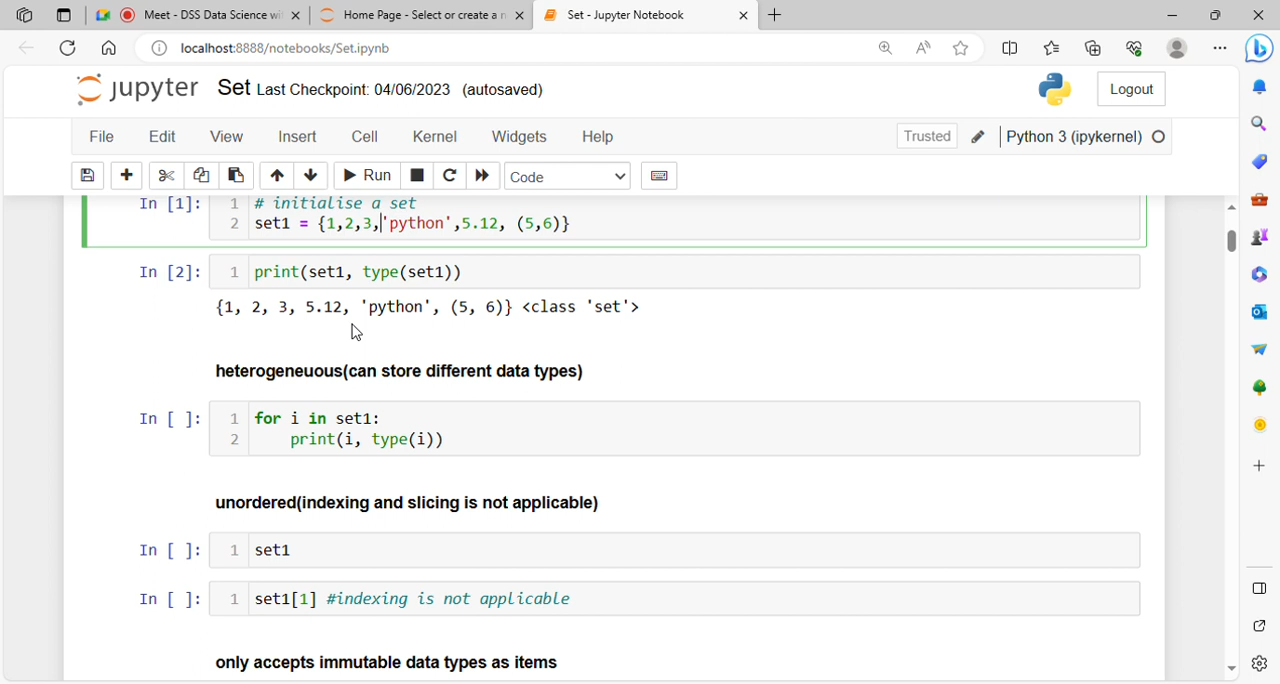 Meet - DSS Data Science wi
Home Page - Select or create a n
Set - Jupyter Notebook
localhost:8888/notebooks/Set.ipynb
jupyter Set Last Checkpoint: 04/06/2023 (autosaved)
Logout
File Edit View Insert Cell Kernel Widgets Help
Trusted
Python 3 (ipykernel)
Run
Code
In [1]: 1 # initialise a set
2 set1 = {1,2,3,'python',5.12, (5,6)}
In [2]: 1 print(set1, type(set1))
{1, 2, 3, 5.12, 'python', (5, 6)} <class 'set'>
heterogeneuous(can store different data types)
In [ ]: 1 for i in set1:
2 print(i, type(i))
unordered(indexing and slicing is not applicable)
In [ ]: 1 set1
In [ ]: 1 set1[1] #indexing is not applicable
only accepts immutable data types as items